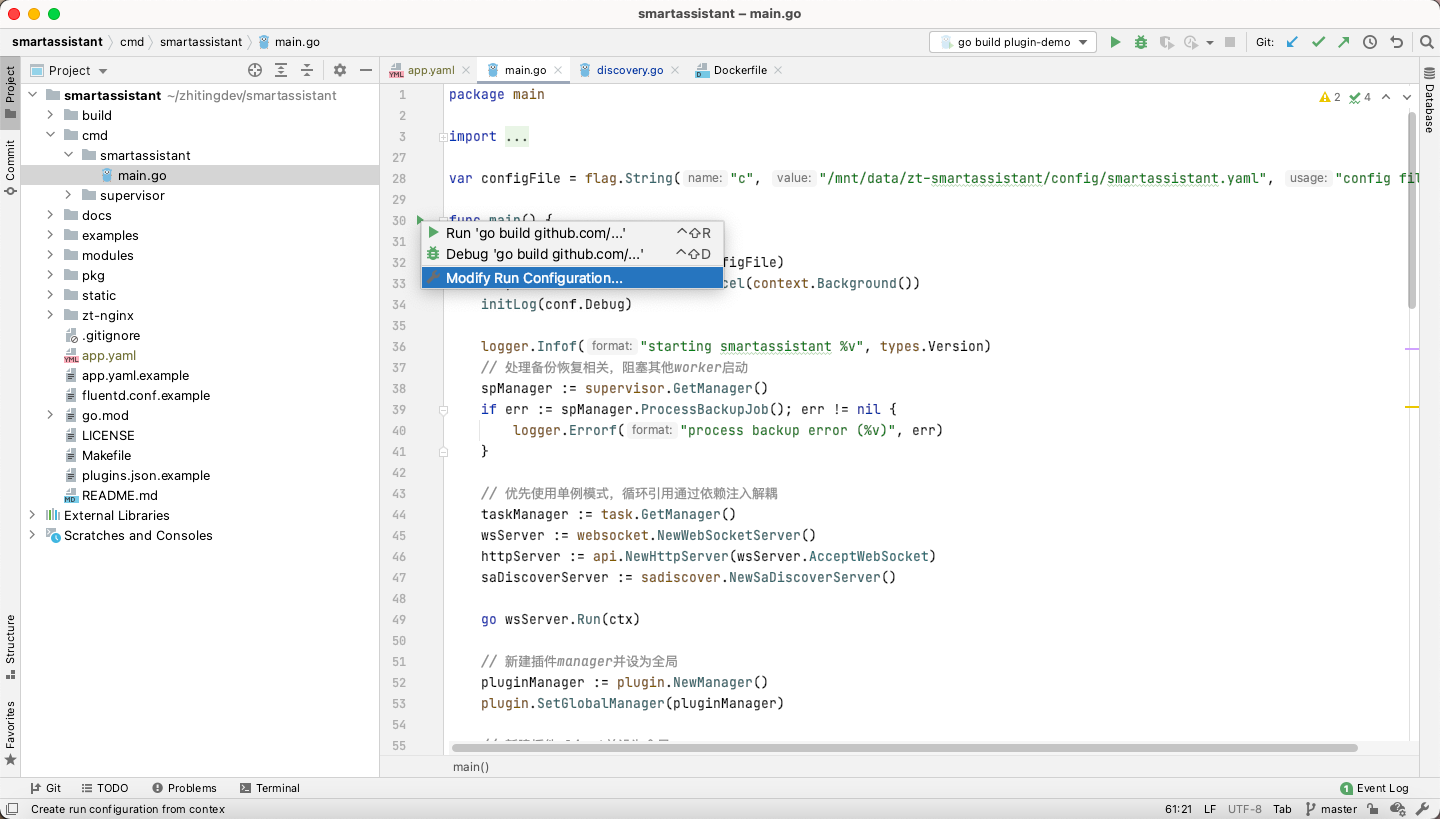 smartassistant – main.go
smartassistant cmd smartassistant main.go
go build plugin-demo Git:
Project
app.yaml main.go discovery.go Dockerfile
Project
Commit
Structure
Favorites
Database
smartassistant ~/zhitingdev/smartassistant
build
cmd
smartassistant
main.go
supervisor
docs
examples
modules
pkg
static
zt-nginx
.gitignore
app.yaml
app.yaml.example
fluentd.conf.example
go.mod
LICENSE
Makefile
plugins.json.example
README.md
External Libraries
Scratches and Consoles
2 4
1 package main
2
3 import ...
27
28 var configFile = flag.String( name: "c", value: "/mnt/data/zt-smartassistant/config/smartassistant.yaml", usage: "config fil
29
30 func main() {
31
32 figFile)
33 cel(context.Background())
34 initLog(conf.Debug)
35
36 logger.Infof( format: "starting smartassistant %v", types.Version)
37 // 处理备份恢复相关，阻塞其他worker启动
38 spManager := supervisor.GetManager()
39 if err := spManager.ProcessBackupJob(); err != nil {
40 logger.Errorf( format: "process backup error (%v)", err)
41 }
42
43 // 优先使用单例模式，循环引用通过依赖注入解耦
44 taskManager := task.GetManager()
45 wsServer := websocket.NewWebSocketServer()
46 httpServer := api.NewHttpServer(wsServer.AcceptWebSocket)
47 saDiscoverServer := sadiscover.NewSaDiscoverServer()
48
49 go wsServer.Run(ctx)
50
51 // 新建插件manager并设为全局
52 pluginManager := plugin.NewManager()
53 plugin.SetGlobalManager(pluginManager)
54
55
Run 'go build github.com/...' ⌃⇧R
Debug 'go build github.com/...' ⌃⇧D
Modify Run Configuration...
main()
Git TODO Problems Terminal
1 Event Log
Create run configuration from contex
61:21 LF UTF-8 Tab master